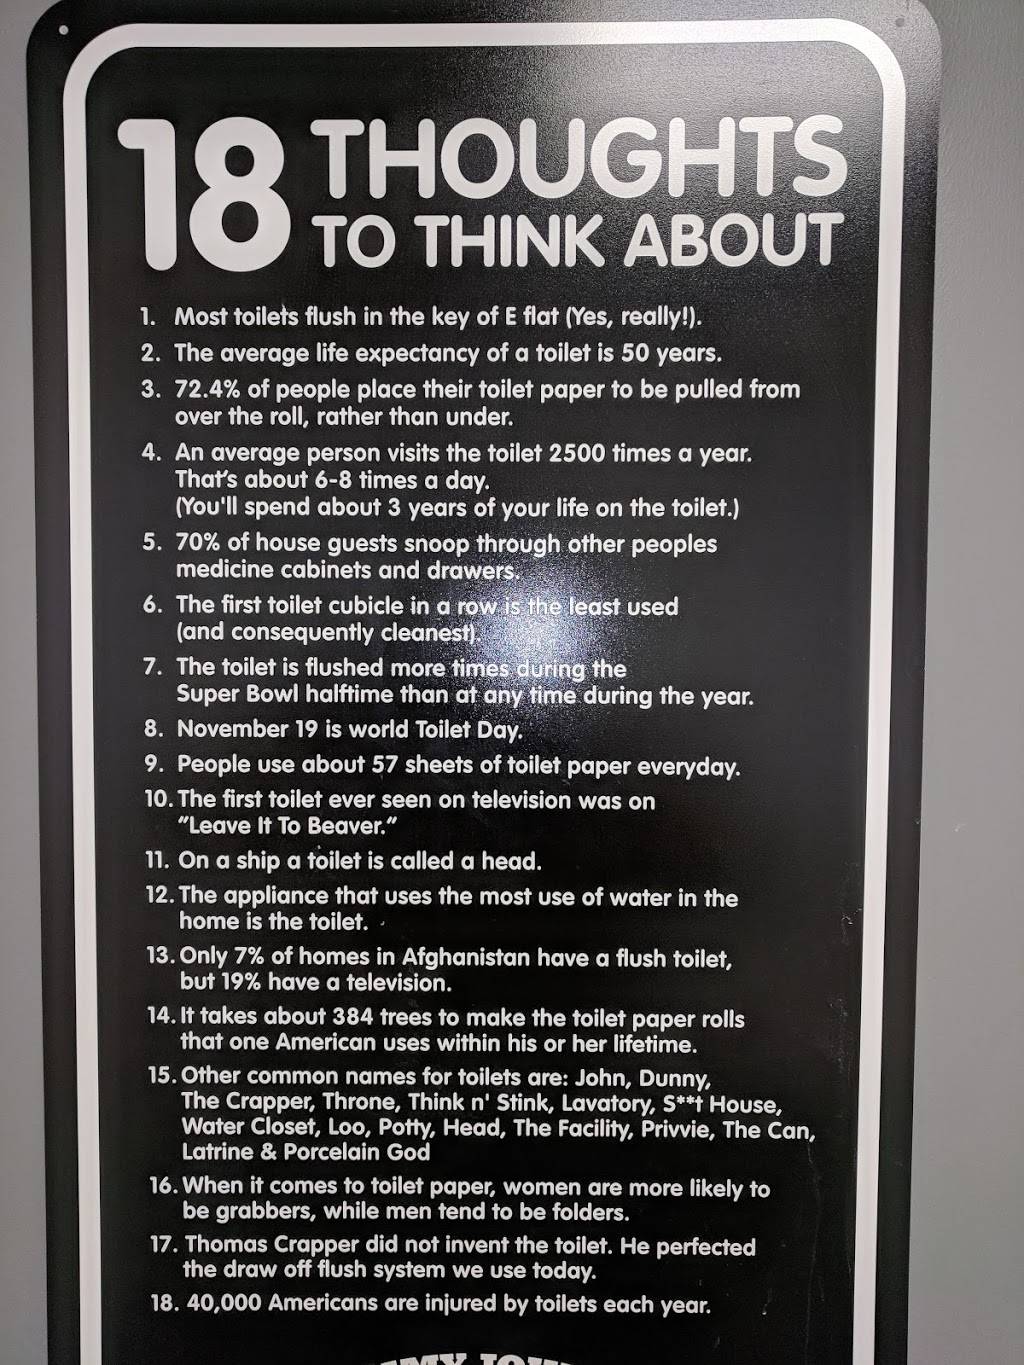 18 THOUGHTS
TO THINK ABOUT
1. Most toilets flush in the key of E flat (Yes, really!).
2. The average life expectancy of a toilet is 50 years.
3. 72.4% of people place their toilet paper to be pulled from
over the roll, rather than under.
4. An average person visits the toilet 2500 times a year.
That's about 6-8 times a day.
(You'll spend about 3 years of your life on the toilet.)
5. 70% of house guests snoop through other peoples
medicine cabinets and drawers.
6. The first toilet cubicle in a row is the least used
(and consequently cleanest).
7. The toilet is flushed more times during the
Super Bowl halftime than at any time during the year.
8. November 19 is world Toilet Day.
9. People use about 57 sheets of toilet paper everyday.
10. The first toilet ever seen on television was on
"Leave It To Beaver."
11. On a ship a toilet is called a head.
12. The appliance that uses the most use of water in the
home is the toilet.
13. Only 7% of homes in Afghanistan have a flush toilet,
but 19% have a television.
14. It takes about 384 trees to make the toilet paper rolls
that one American uses within his or her lifetime.
15. Other common names for toilets are: John, Dunny,
The Crapper, Throne, Think n' Stink, Lavatory, S**t House,
Water Closet, Loo, Potty, Head, The Facility, Privvie, The Can,
Latrine & Porcelain God
16. When it comes to toilet paper, women are more likely to
be grabbers, while men tend to be folders.
17. Thomas Crapper did not invent the toilet. He perfected
the draw off flush system we use today.
18. 40,000 Americans are injured by toilets each year.